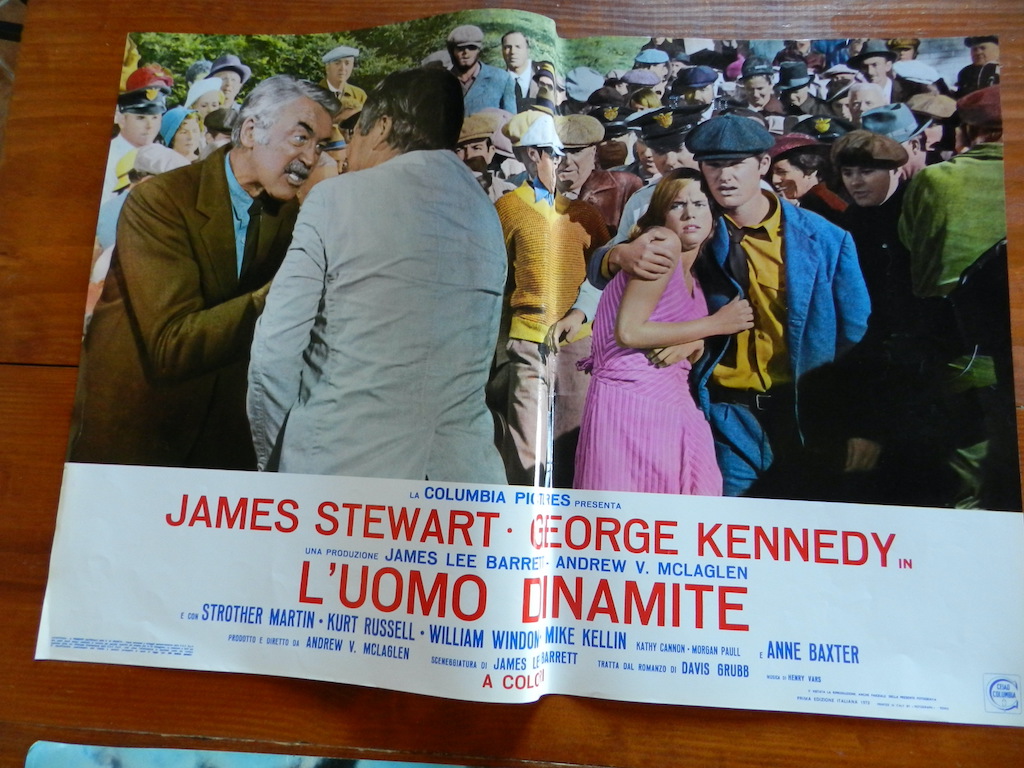 LA COLUMBIA PICTURES PRESENTA
JAMES STEWART · GEORGE KENNEDY IN
UNA PRODUZIONE JAMES LEE BARRETT · ANDREW V. MCLAGLEN
L'UOMO DINAMITE
E CON STROTHER MARTIN · KURT RUSSELL · WILLIAM WINDOM · MIKE KELLIN KATHY CANNON · MORGAN PAULL E ANNE BAXTER
PRODOTTO E DIRETTO DA ANDREW V. MCLAGLEN SCENEGGIATURA DI JAMES LEE BARRETT TRATTA DAL ROMANZO DI DAVIS GRUBB MUSICA DI HENRY VARS
A COLORI
PRIMA EDIZIONE ITALIANA 1972
CEIAD COLUMBIA